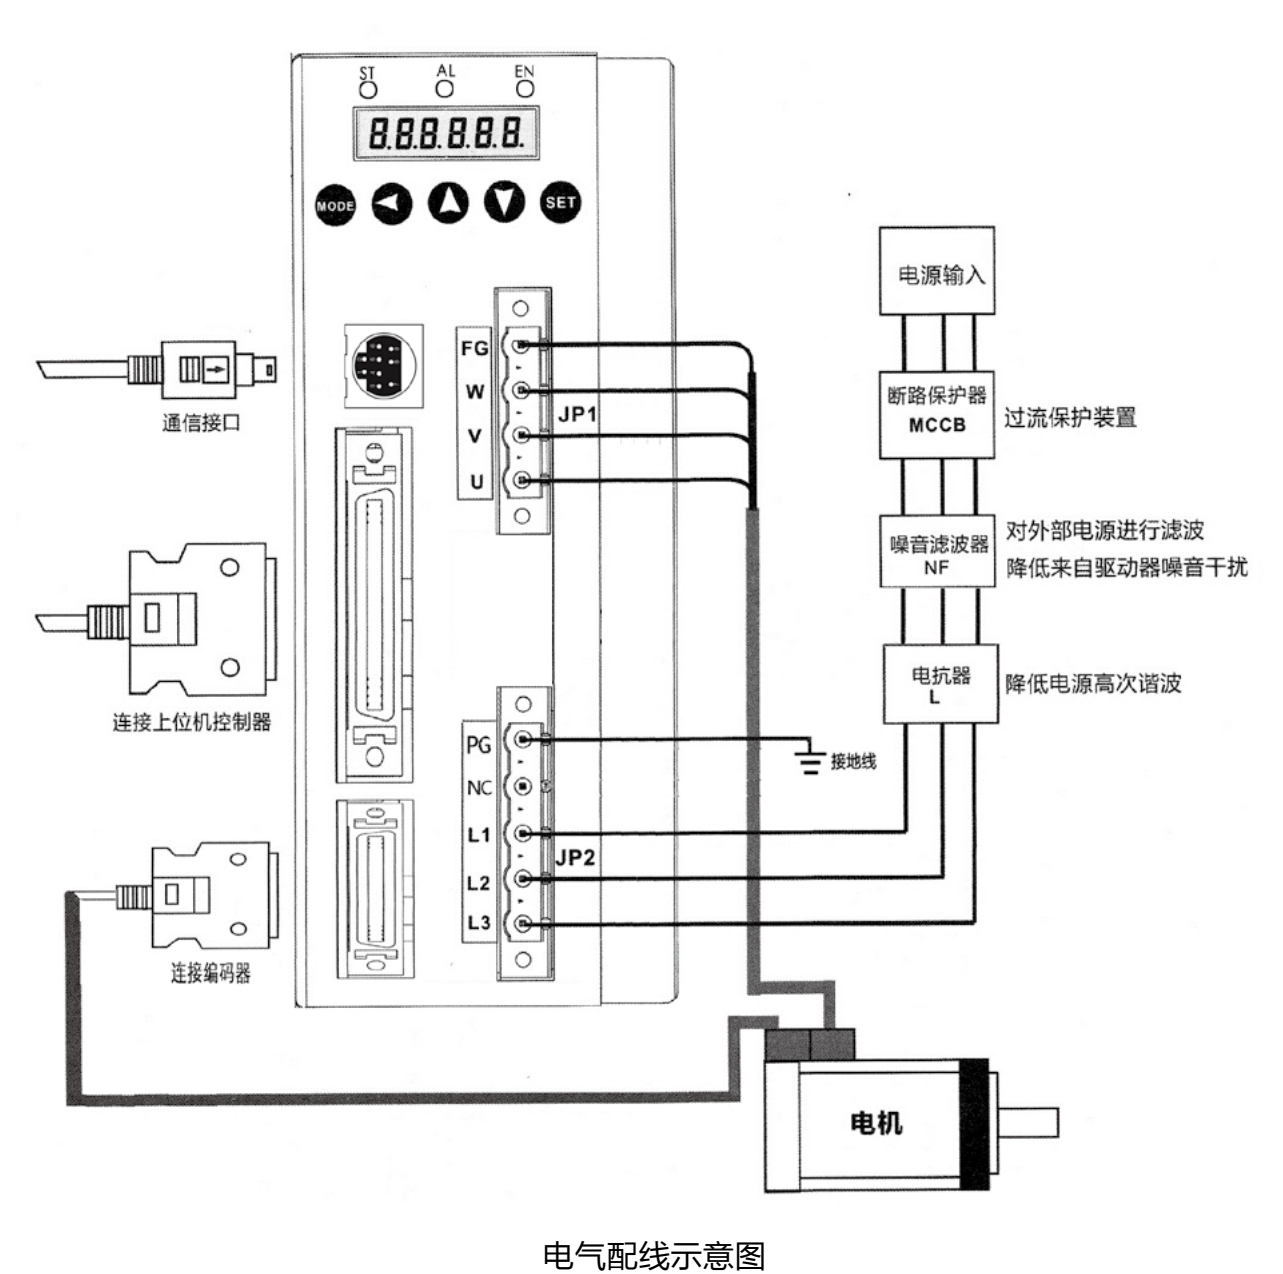 ST AL EN
8.8.8.8.8.8.
MODE SET
电源输入
FG
W
V
U
JP1
断路保护器
MCCB
过流保护装置
通信接口
噪音滤波器
NF
对外部电源进行滤波
降低来自驱动器噪音干扰
电抗器
L
降低电源高次谐波
连接上位机控制器
PG
NC
L1
L2
L3
JP2
接地线
连接编码器
电机
电气配线示意图